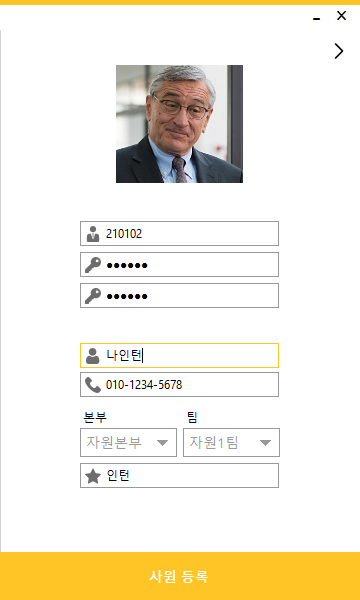 210102
●●●●●●
●●●●●●
나인턴
010-1234-5678
본부 팀
자원본부 자원1팀
인턴
사원 등록